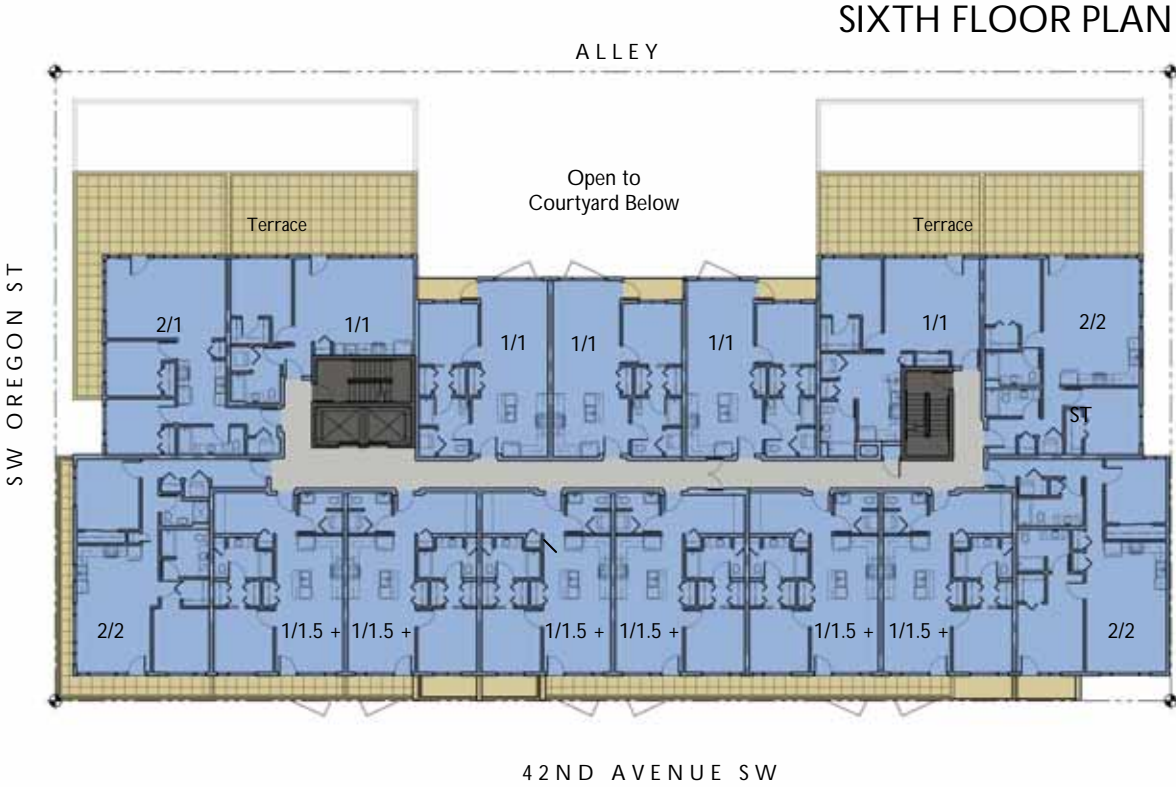 SIXTH FLOOR PLAN
ALLEY
Open to
Courtyard Below
Terrace
Terrace
SW OREGON ST
2/1
1/1
1/1
1/1
1/1
1/1
2/2
ST
2/2
1/1.5 +
1/1.5 +
1/1.5 +
1/1.5 +
1/1.5 +
1/1.5 +
2/2
42ND AVENUE SW